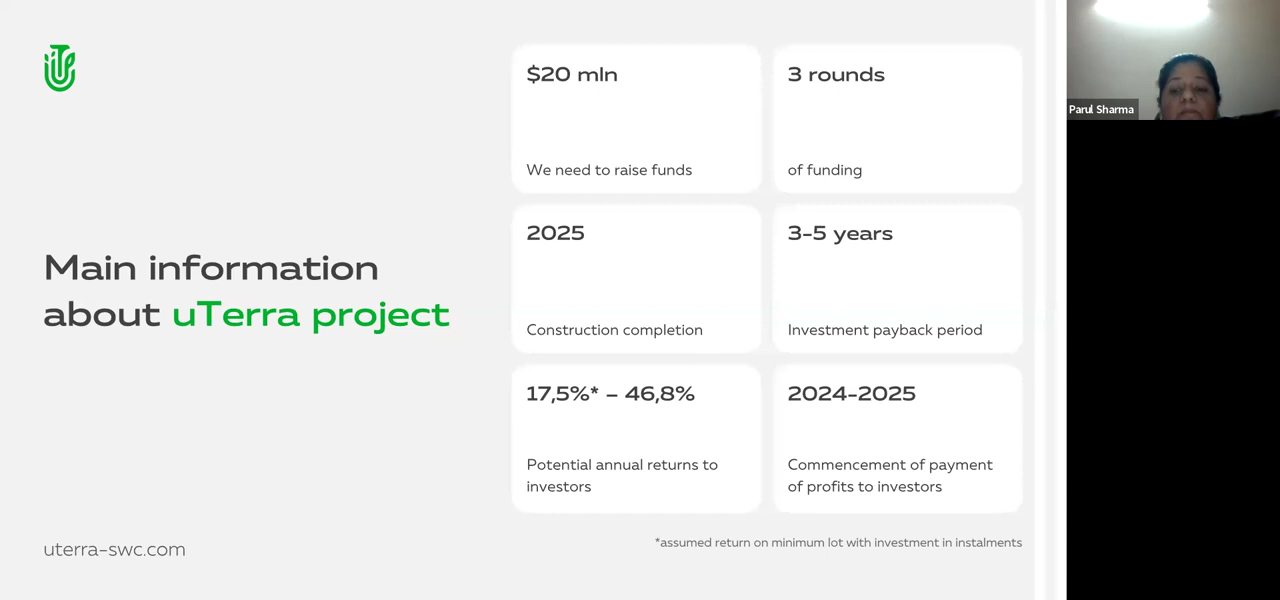 $20 mln
We need to raise funds
3 rounds
of funding
2025
Construction completion
3-5 years
Investment payback period
17,5%* – 46,8%
Potential annual returns to
investors
2024-2025
Commencement of payment
of profits to investors
Main information
about uTerra project
uterra-swc.com
*assumed return on minimum lot with investment in instalments
Parul Sharma